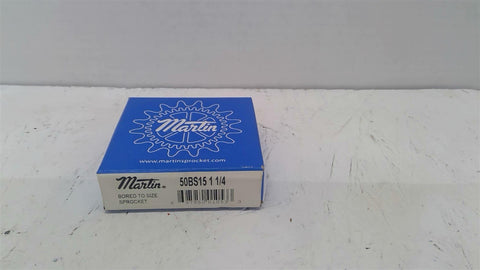 Martin
www.martinsprocket.com
Martin
50BS15 1 1/4
BORED TO SIZE
SPROCKET